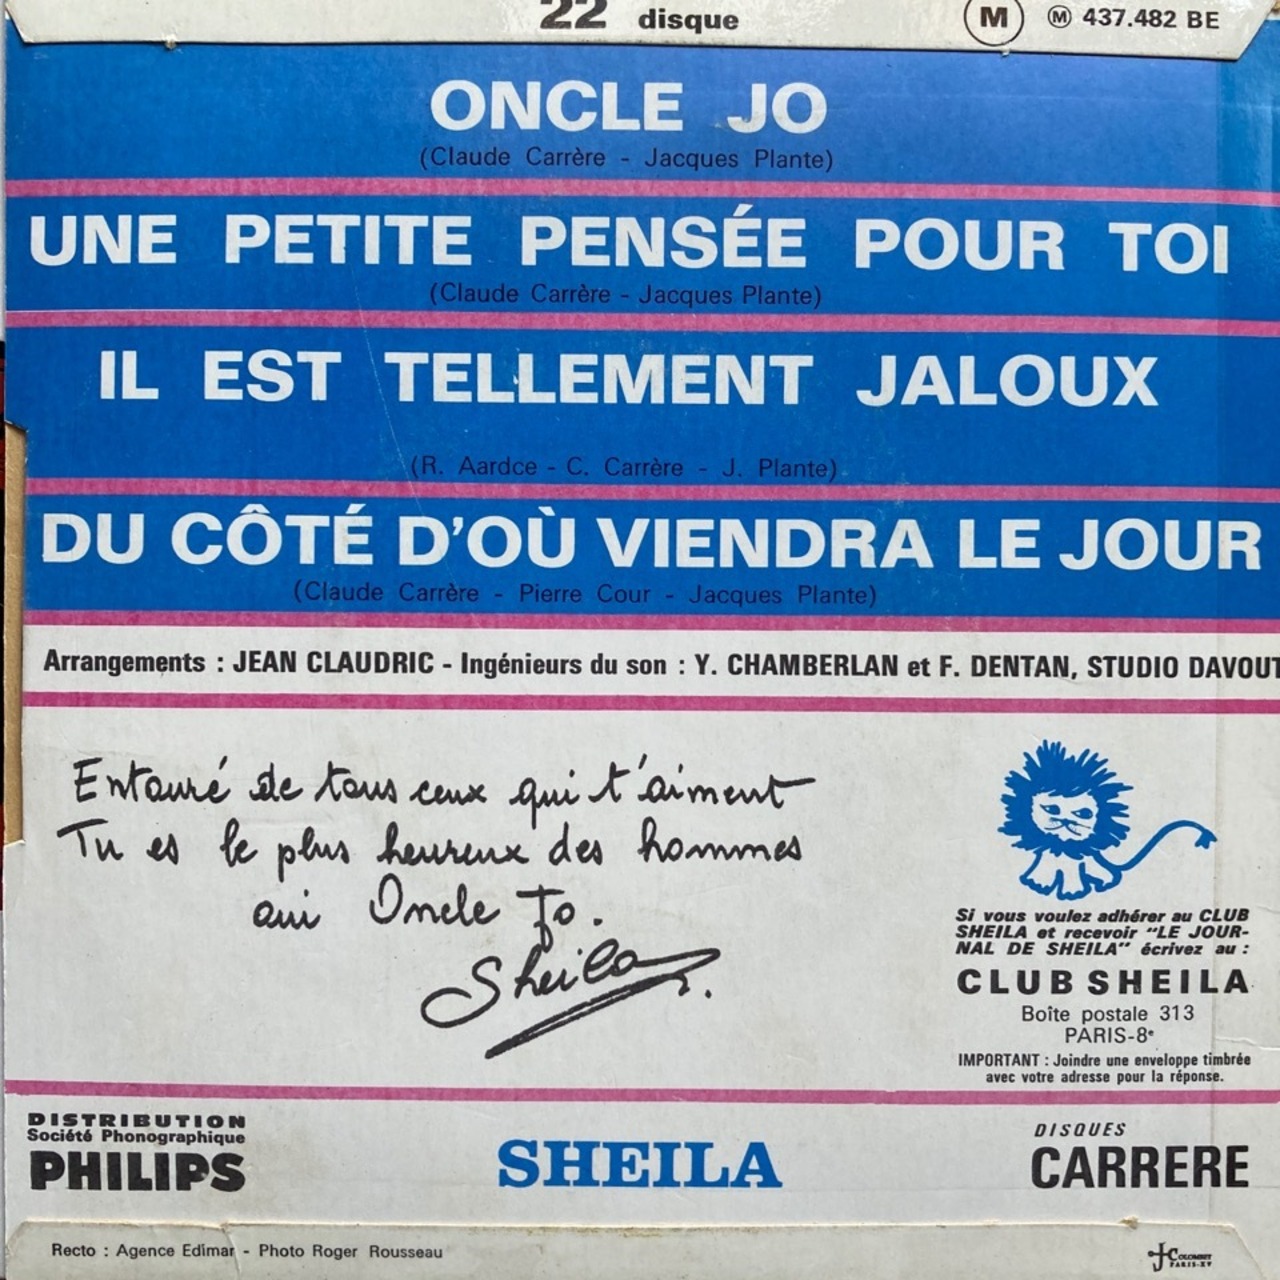 22 disque
M Ⓜ 437.482 BE
ONCLE JO
(Claude Carrère - Jacques Plante)
UNE PETITE PENSÉE POUR TOI
(Claude Carrère - Jacques Plante)
IL EST TELLEMENT JALOUX
(R. Aardce - C. Carrère - J. Plante)
DU CÔTÉ D'OÙ VIENDRA LE JOUR
(Claude Carrère - Pierre Cour - Jacques Plante)
Arrangements : JEAN CLAUDRIC - Ingénieurs du son : Y. CHAMBERLAN et F. DENTAN, STUDIO DAVOUT
Entouré de tous ceux qui t'aiment
Tu es le plus heureux des hommes
oui Oncle Jo.
Sheila
Si vous voulez adhérer au CLUB
SHEILA et recevoir "LE JOUR-
NAL DE SHEILA" écrivez au :
CLUB SHEILA
Boîte postale 313
PARIS-8e
IMPORTANT : Joindre une enveloppe timbrée
avec votre adresse pour la réponse.
DISTRIBUTION
Société Phonographique
PHILIPS
SHEILA
DISQUES
CARRERE
Recto : Agence Edimar - Photo Roger Rousseau
J Colombet
PARIS-XV